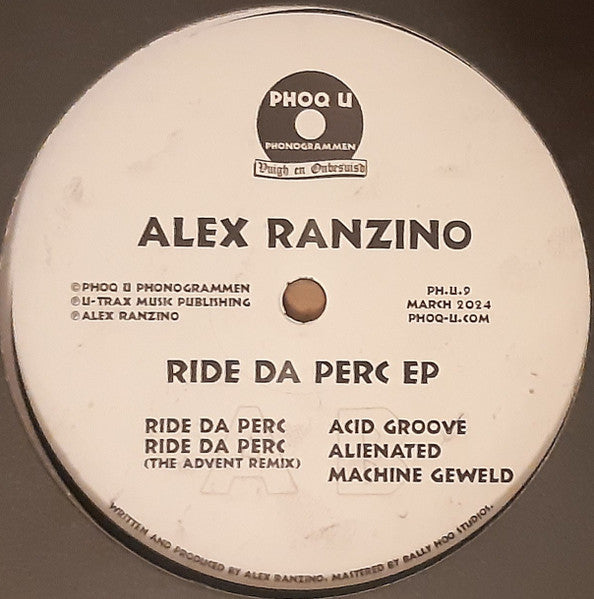 PHOQ U
PHONOGRAMMEN
Vuigh en Onbesuisd
ALEX RANZINO
©PHOQ U PHONOGRAMMEN
℗U-TRAX MUSIC PUBLISHING
℗ALEX RANZINO
PH.U.9
MARCH 2024
PHOQ-U.COM
RIDE DA PERC EP
A
RIDE DA PERC
RIDE DA PERC
(THE ADVENT REMIX)
B
ACID GROOVE
ALIENATED
MACHINE GEWELD
WRITTEN AND PRODUCED BY ALEX RANZINO. MASTERED BY BALLY HOO STUDIOS.